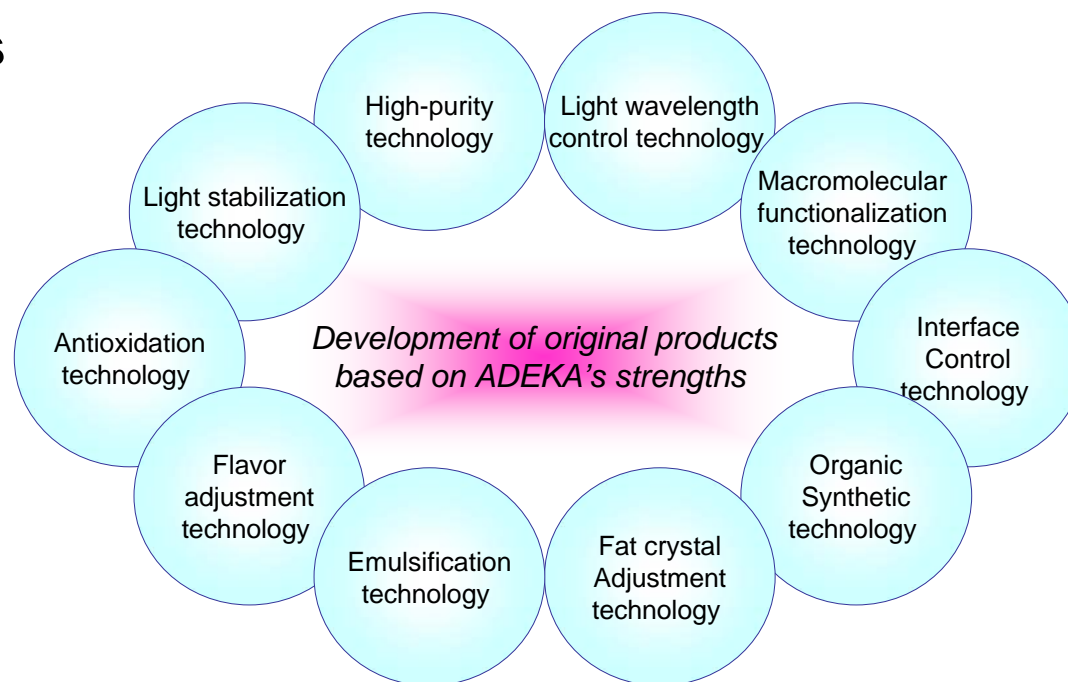 s
High-purity
technology
Light wavelength
control technology
Light stabilization
technology
Macromolecular
functionalization
technology
Antioxidation
technology
Development of original products
based on ADEKA's strengths
Interface
Control
technology
Flavor
adjustment
technology
Organic
Synthetic
technology
Emulsification
technology
Fat crystal
Adjustment
technology